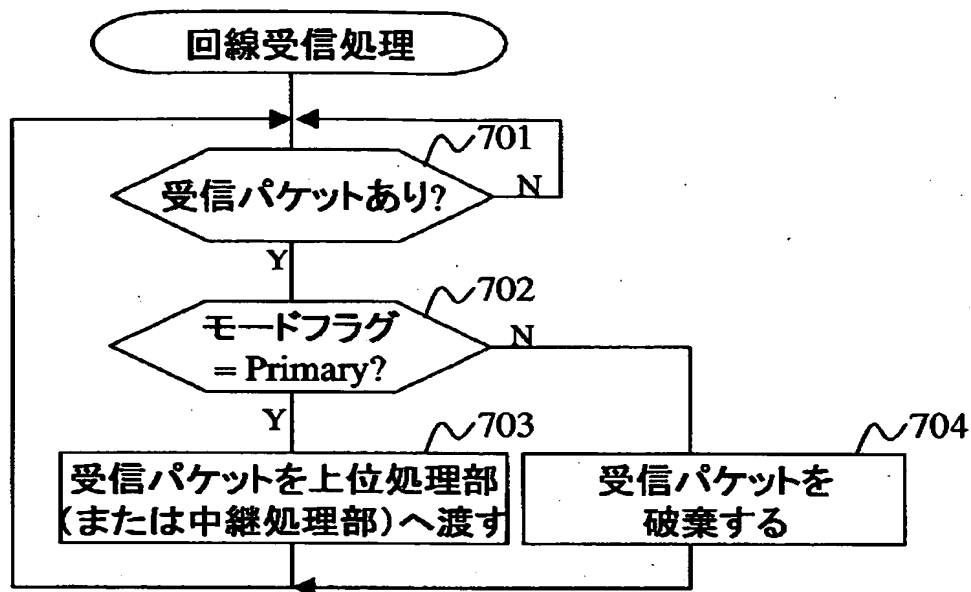 回線受信処理
701
受信パケットあり?
N
Y
702
モードフラグ
= Primary?
N
Y
703
704
受信パケットを上位処理部
(または中継処理部)へ渡す
受信パケットを
破棄する